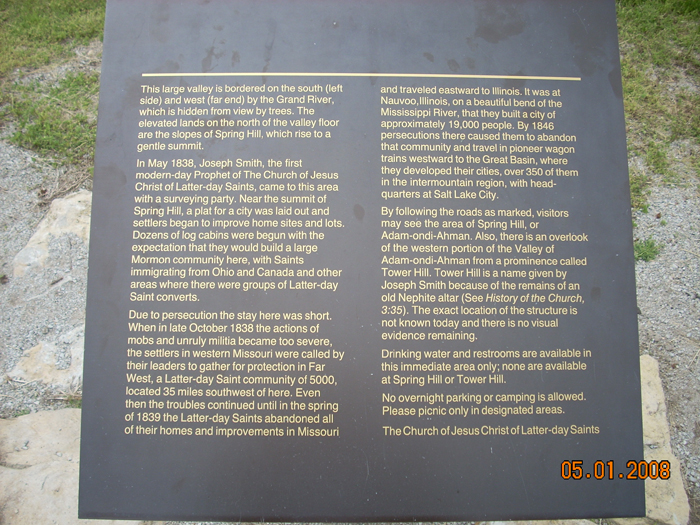 This large valley is bordered on the south (left
side) and west (far end) by the Grand River,
which is hidden from view by trees. The
elevated lands on the north of the valley floor
are the slopes of Spring Hill, which rise to a
gentle summit.
In May 1838, Joseph Smith, the first
modern-day Prophet of The Church of Jesus
Christ of Latter-day Saints, came to this area
with a surveying party. Near the summit of
Spring Hill, a plat for a city was laid out and
settlers began to improve home sites and lots.
Dozens of log cabins were begun with the
expectation that they would build a large
Mormon community here, with Saints
immigrating from Ohio and Canada and other
areas where there were groups of Latter-day
Saint converts.
Due to persecution the stay here was short.
When in late October 1838 the actions of
mobs and unruly militia became too severe,
the settlers in western Missouri were called by
their leaders to gather for protection in Far
West, a Latter-day Saint community of 5000,
located 35 miles southwest of here. Even
then the troubles continued until in the spring
of 1839 the Latter-day Saints abandoned all
of their homes and improvements in Missouri
and traveled eastward to Illinois. It was at
Nauvoo, Illinois, on a beautiful bend of the
Mississippi River, that they built a city of
approximately 19,000 people. By 1846
persecutions there caused them to abandon
that community and travel in pioneer wagon
trains westward to the Great Basin, where
they developed their cities, over 350 of them
in the intermountain region, with head-
quarters at Salt Lake City.
By following the roads as marked, visitors
may see the area of Spring Hill, or
Adam-ondi-Ahman. Also, there is an overlook
of the western portion of the Valley of
Adam-ondi-Ahman from a prominence called
Tower Hill. Tower Hill is a name given by
Joseph Smith because of the remains of an
old Nephite altar (See History of the Church,
3:35). The exact location of the structure is
not known today and there is no visual
evidence remaining.
Drinking water and restrooms are available in
this immediate area only; none are available
at Spring Hill or Tower Hill.
No overnight parking or camping is allowed.
Please picnic only in designated areas.
The Church of Jesus Christ of Latter-day Saints
05.01.2008